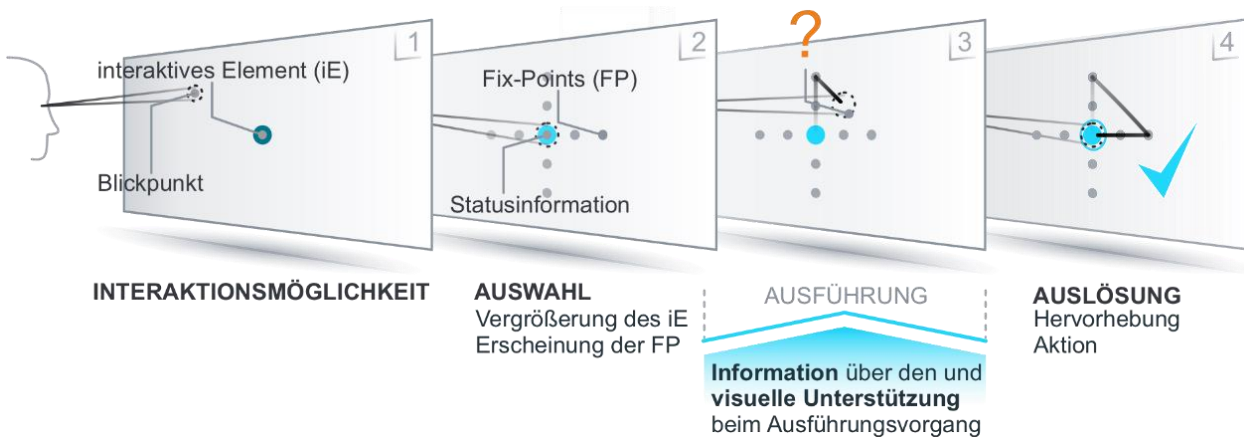 1
interaktives Element (iE)
Blickpunkt
2
Fix-Points (FP)
Statusinformation
?
3
4
INTERAKTIONSMÖGLICHKEIT
AUSWAHL
Vergrößerung des iE
Erscheinung der FP
AUSFÜHRUNG
Information über den und
visuelle Unterstützung
beim Ausführungsvorgang
AUSLÖSUNG
Hervorhebung
Aktion